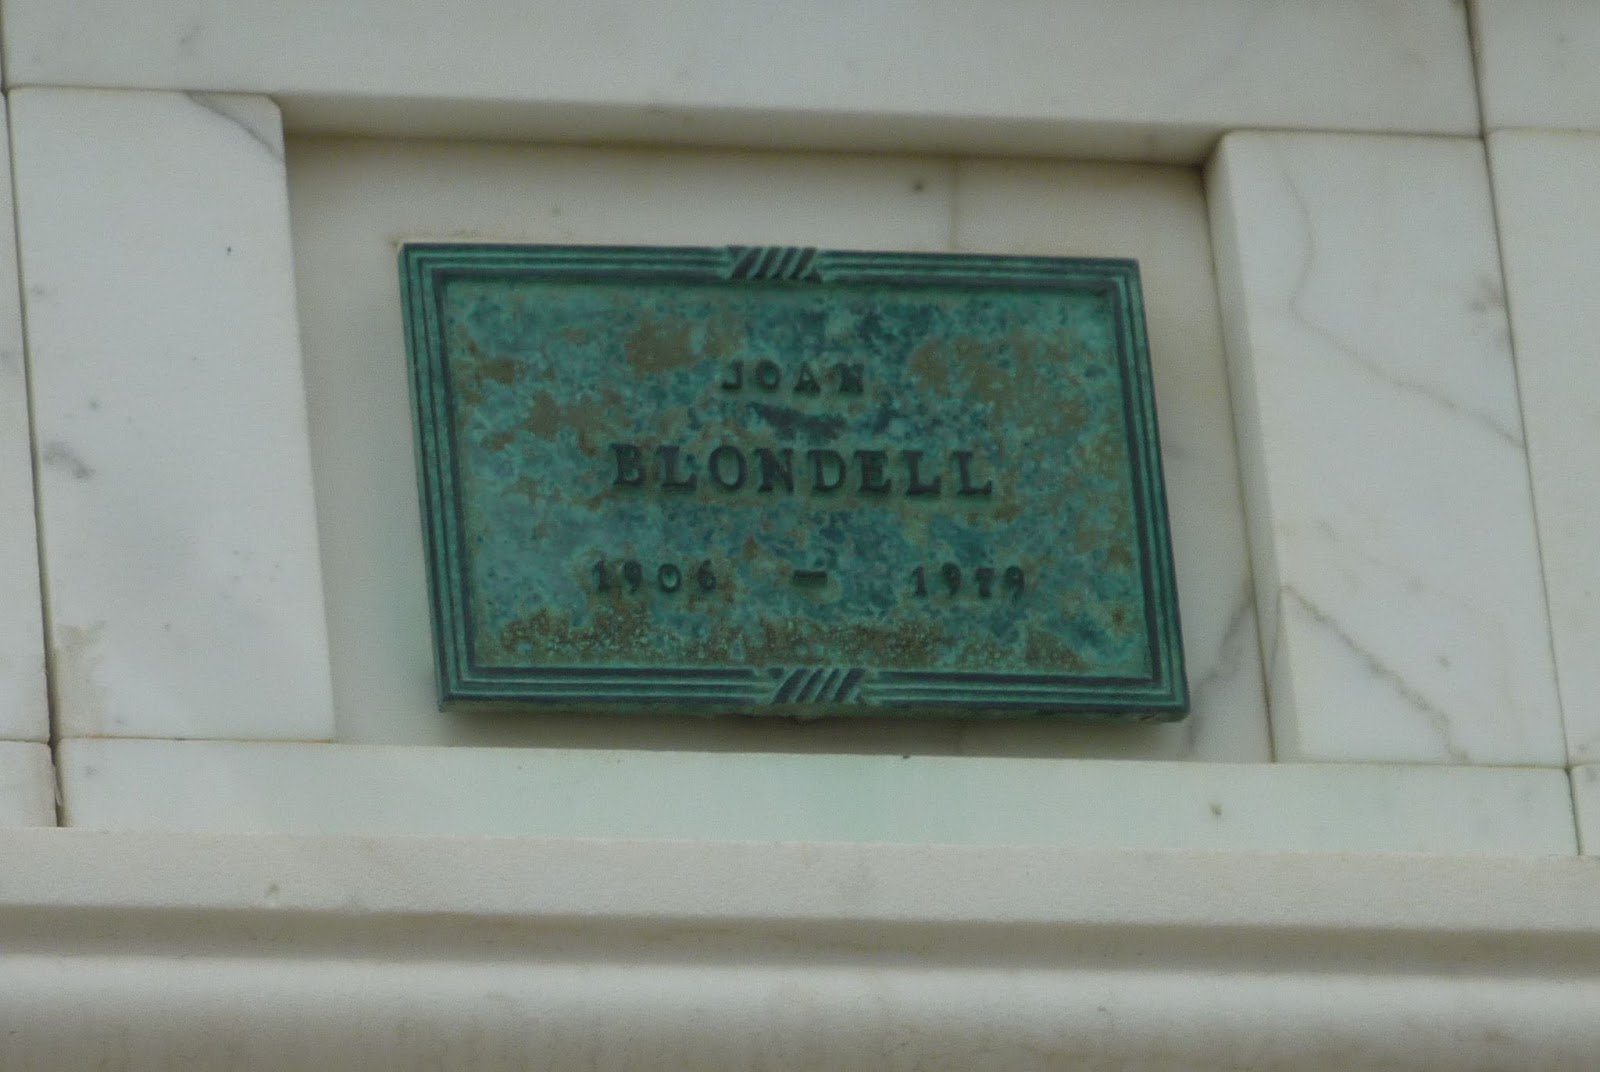 JOAN
BLONDELL
1906 – 1979